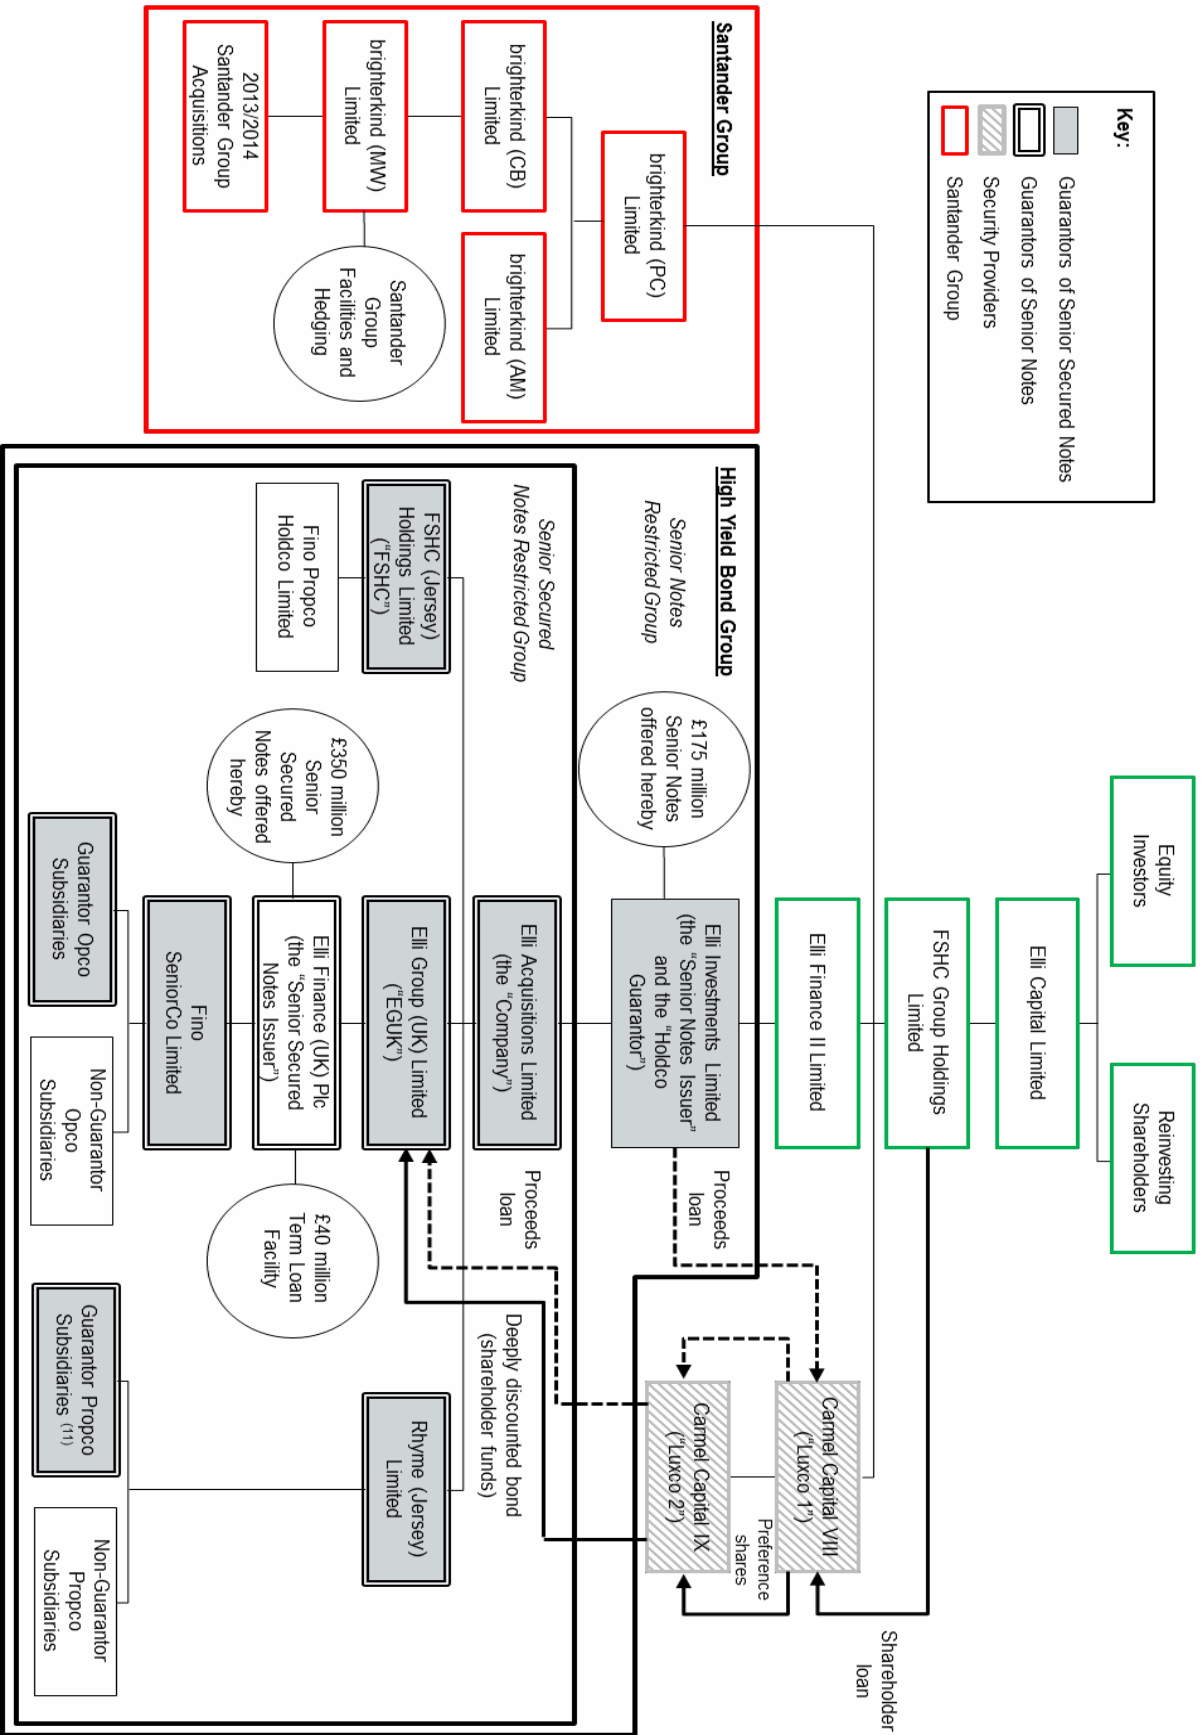 Key:
Guarantors of Senior Secured Notes
Guarantors of Senior Notes
Security Providers
Santander Group
Equity
Investors
Reinvesting
Shareholders
Elli Capital Limited
FSHC Group Holdings
Limited
Shareholder
loan
Elli Finance II Limited
Carmel Capital VIII
(“Luxco 1”)
Preference
shares
Carmel Capital IX
(“Luxco 2”)
Santander Group
brighterkind (PC)
Limited
brighterkind (CB)
Limited
brighterkind (AM)
Limited
brighterkind (MW)
Limited
Santander
Group
Facilities and
Hedging
2013/2014
Santander Group
Acquisitions
High Yield Bond Group
Senior Notes
Restricted Group
£175 million
Senior Notes
offered hereby
Elli Investments Limited
(the “Senior Notes Issuer”
and the “Holdco
Guarantor”)
Proceeds
loan
Senior Secured
Notes Restricted Group
Elli Acquisitions Limited
(the “Company”)
Proceeds
loan
Deeply discounted bond
(shareholder funds)
FSHC (Jersey)
Holdings Limited
(“FSHC”)
Elli Group (UK) Limited
(“EGUK”)
Rhyme (Jersey)
Limited
Fino Propco
Holdco Limited
£350 million
Senior
Secured
Notes offered
hereby
Elli Finance (UK) Plc
(the “Senior Secured
Notes Issuer”)
£40 million
Term Loan
Facility
Fino
SeniorCo Limited
Guarantor Opco
Subsidiaries
Non-Guarantor
Opco
Subsidiaries
Guarantor Propco
Subsidiaries (11)
Non-Guarantor
Propco
Subsidiaries